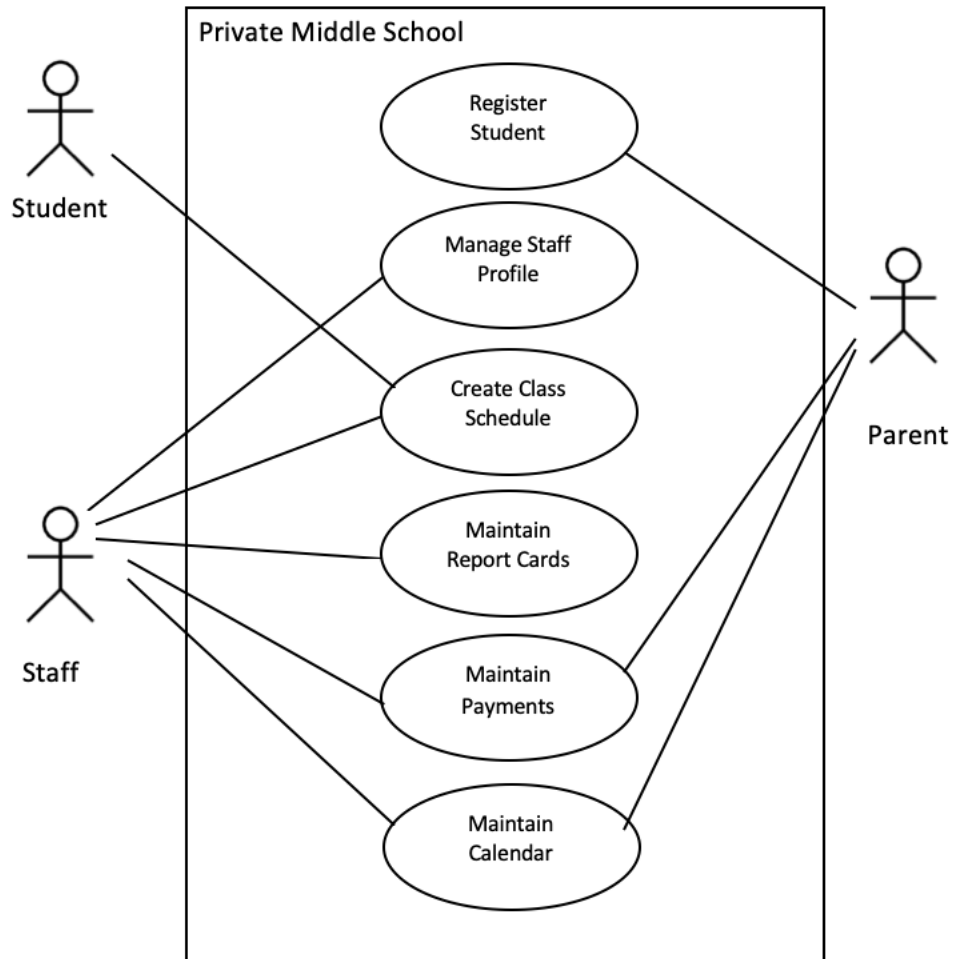 Private Middle School
Register
Student
Student
Manage Staff
Profile
Create Class
Schedule
Parent
Maintain
Report Cards
Staff
Maintain
Payments
Maintain
Calendar